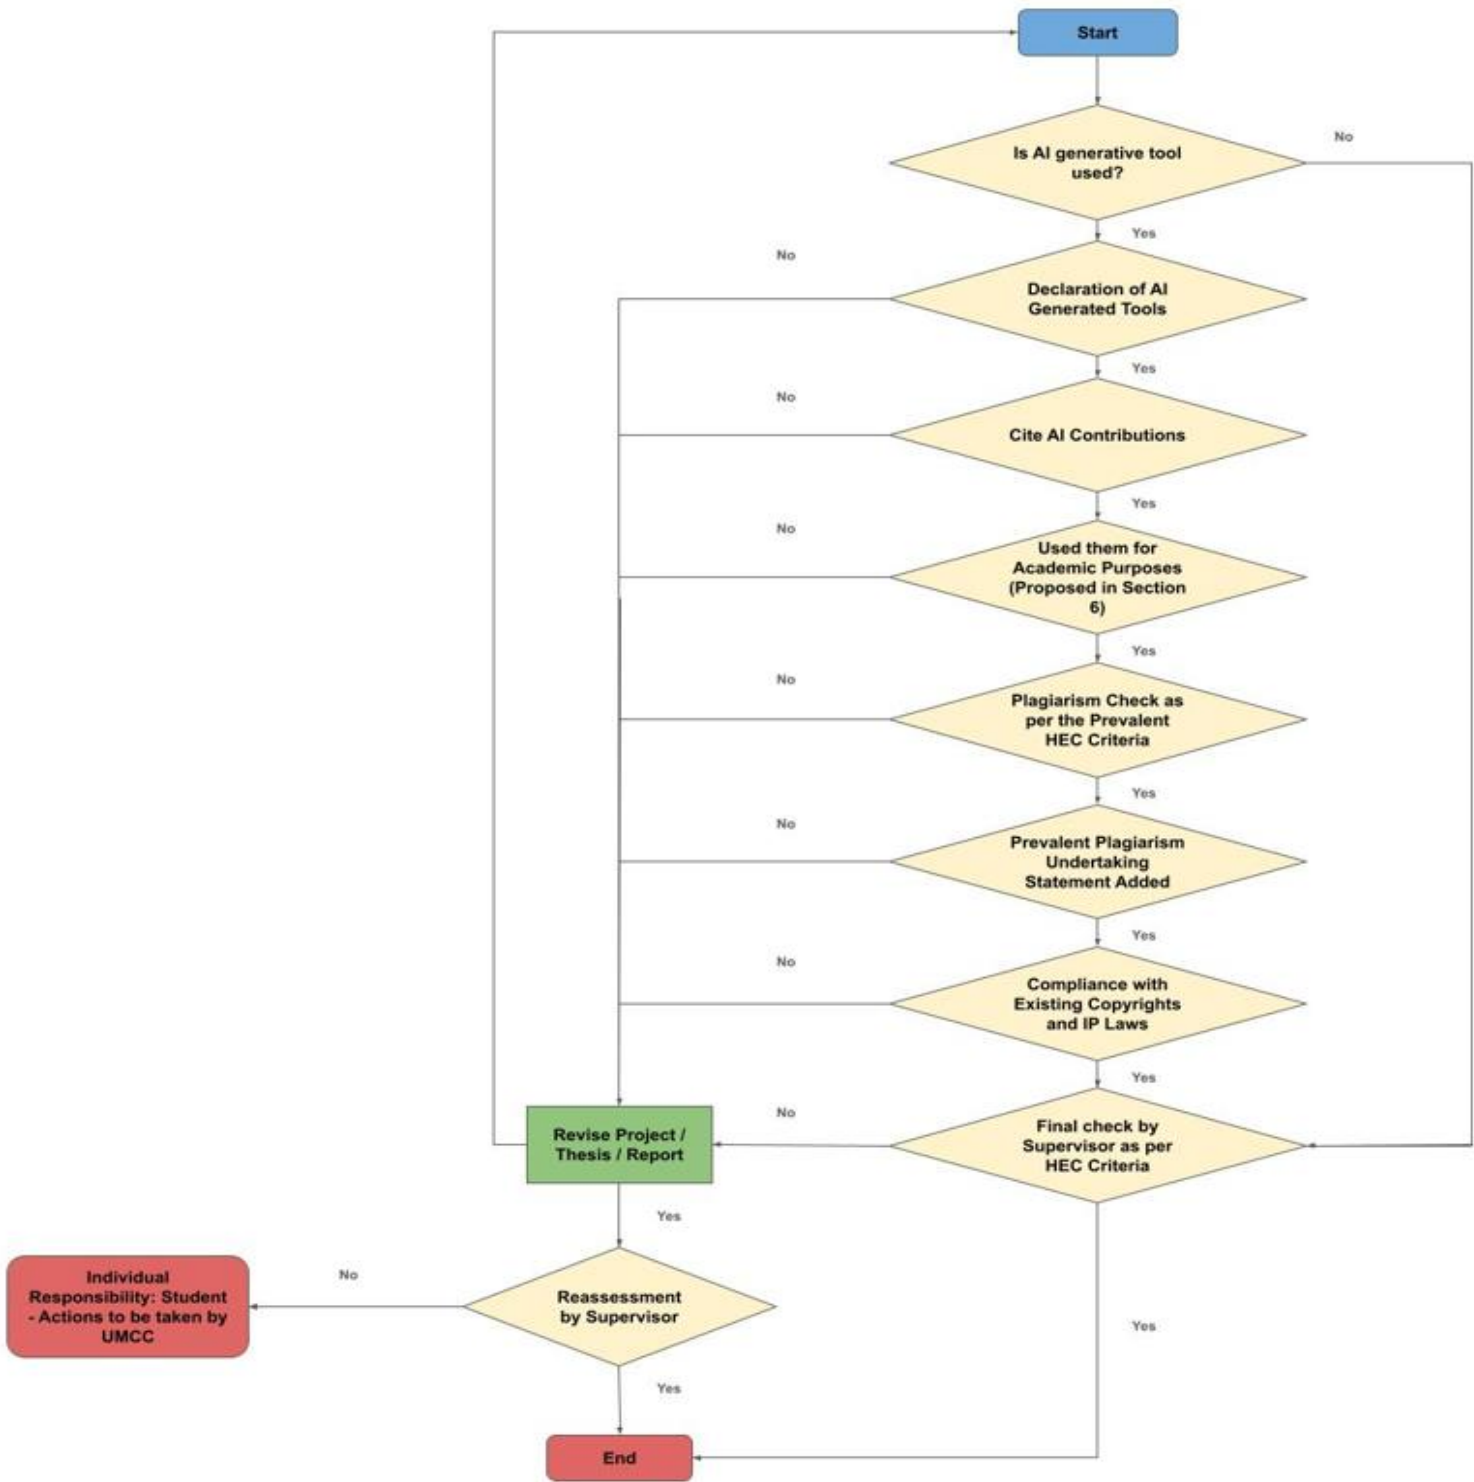 Start
Is AI generative tool
used?
No
Yes
No
Declaration of AI
Generated Tools
Yes
No
Cite AI Contributions
Yes
No
Used them for
Academic Purposes
(Proposed in Section
6)
Yes
No
Plagiarism Check as
per the Prevalent
HEC Criteria
Yes
No
Prevalent Plagiarism
Undertaking
Statement Added
Yes
No
Compliance with
Existing Copyrights
and IP Laws
Yes
No
Final check by
Supervisor as per
HEC Criteria
Revise Project /
Thesis / Report
Yes
No
Individual
Responsibility: Student
- Actions to be taken by
UMCC
Reassessment
by Supervisor
Yes
Yes
End